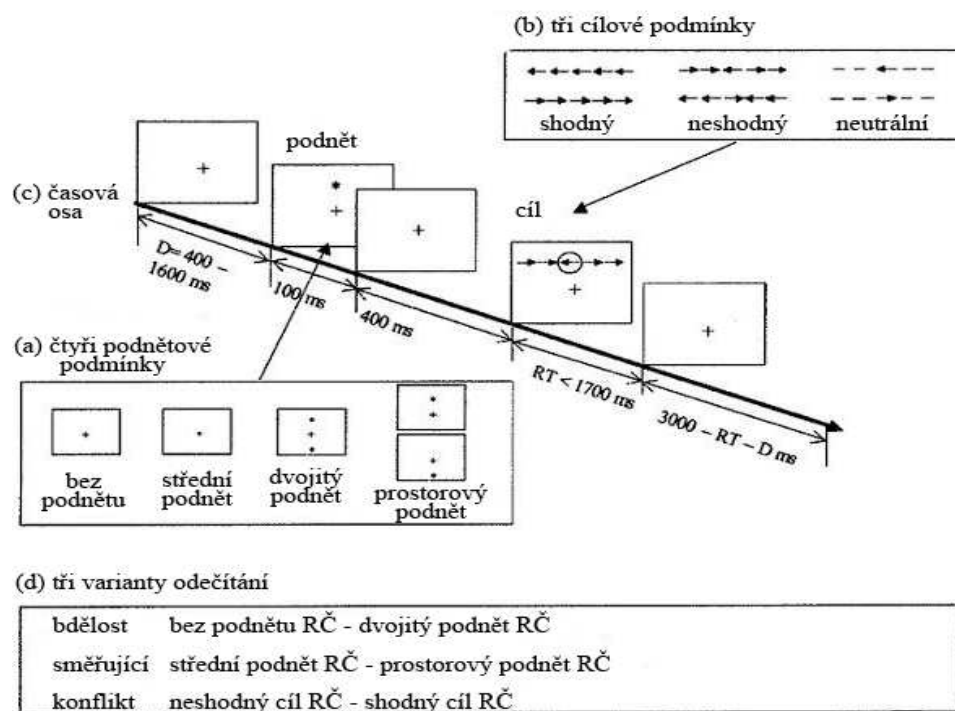 (b) tři cílové podmínky
shodný neshodný neutrální
podnět
(c) časová
osa
cíl
D= 400 –
1600 ms
100 ms
400 ms
RT < 1700 ms
3000 – RT – D ms
(a) čtyři podnětové
podmínky
bez
podnětu
střední
podnět
dvojitý
podnět
prostorový
podnět
(d) tři varianty odečítání
bdělost bez podnětu RČ - dvojitý podnět RČ
směřující střední podnět RČ - prostorový podnět RČ
konflikt neshodný cíl RČ - shodný cíl RČ